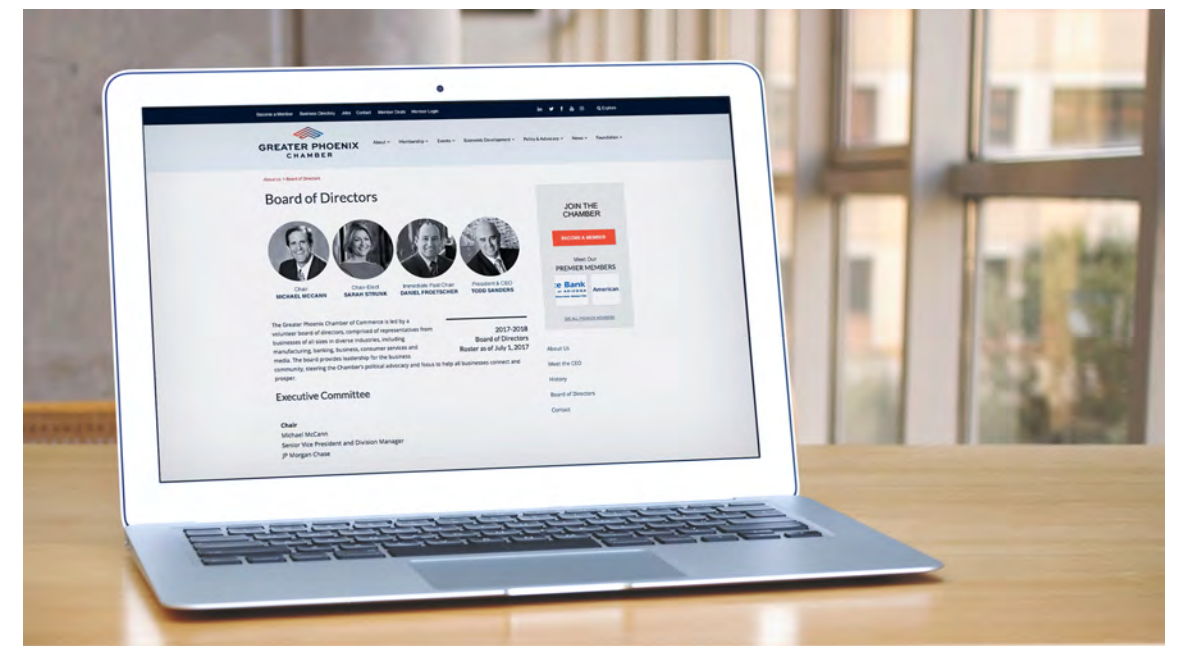 Become a Member Business Directory Jobs Contact Member Deals Member Login
Explore
GREATER PHOENIX
CHAMBER
About Membership Events Economic Development Policy & Advocacy News Foundation
About Us > Board of Directors
Board of Directors
Chair
MICHAEL MCCANN
Chair-Elect
SARAH STRUNK
Immediate Past Chair
DANIEL FROETSCHER
President & CEO
TODD SANDERS
The Greater Phoenix Chamber of Commerce is led by a
volunteer board of directors, comprised of representatives from
businesses of all sizes in diverse industries, including
manufacturing, banking, business, consumer services and
media. The board provides leadership for the business
community, steering the Chamber's political advocacy and focus to help all businesses connect and
prosper.
2017-2018
Board of Directors
Roster as of July 1, 2017
Executive Committee
Chair
Michael McCann
Senior Vice President and Division Manager
JP Morgan Chase
JOIN THE
CHAMBER
BECOME A MEMBER
Meet Our
PREMIER MEMBERS
e Bank
American
SEE ALL PREMIER MEMBERS
About Us
Meet the CEO
History
Board of Directors
Contact